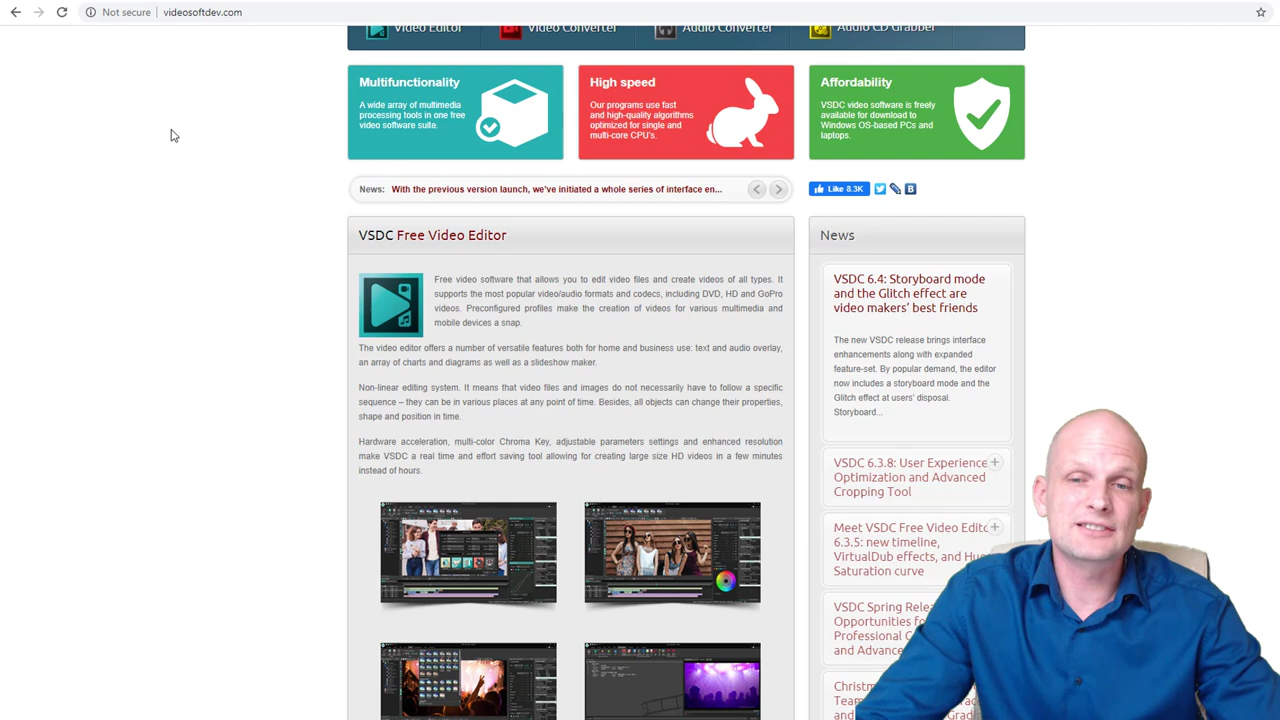 Not secure
videosoftdev.com
Video Editor
Video Converter
Audio Converter
Audio CD Grabber
Multifunctionality
A wide array of multimedia
processing tools in one free
video software suite.
High speed
Our programs use fast
and high-quality algorithms
optimized for single and
multi-core CPU's.
Affordability
VSDC video software is freely
available for download to
Windows OS-based PCs and
laptops.
News: With the previous version launch, we've initiated a whole series of interface en...
Like 8.3K
VSDC Free Video Editor
Free video software that allows you to edit video files and create videos of all types. It
supports the most popular video/audio formats and codecs, including DVD, HD and GoPro
videos. Preconfigured profiles make the creation of videos for various multimedia and
mobile devices a snap.
The video editor offers a number of versatile features both for home and business use: text and audio overlay,
an array of charts and diagrams as well as a slideshow maker.
Non-linear editing system. It means that video files and images do not necessarily have to follow a specific
sequence – they can be in various places at any point of time. Besides, all objects can change their properties,
shape and position in time.
Hardware acceleration, multi-color Chroma Key, adjustable parameters settings and enhanced resolution
make VSDC a real time and effort saving tool allowing for creating large size HD videos in a few minutes
instead of hours.
News
VSDC 6.4: Storyboard mode
and the Glitch effect are
video makers' best friends
The new VSDC release brings interface
enhancements along with expanded
feature-set. By popular demand, the editor
now includes a storyboard mode and the
Glitch effect at users' disposal.
Storyboard...
VSDC 6.3.8: User Experience
Optimization and Advanced
Cropping Tool
Meet VSDC Free Video Edito
6.3.5: new timeline,
VirtualDub effects, and Hu
Saturation curve
VSDC Spring Rele
Opportunities fo
Professional C
and Advance
Christm
Team
and